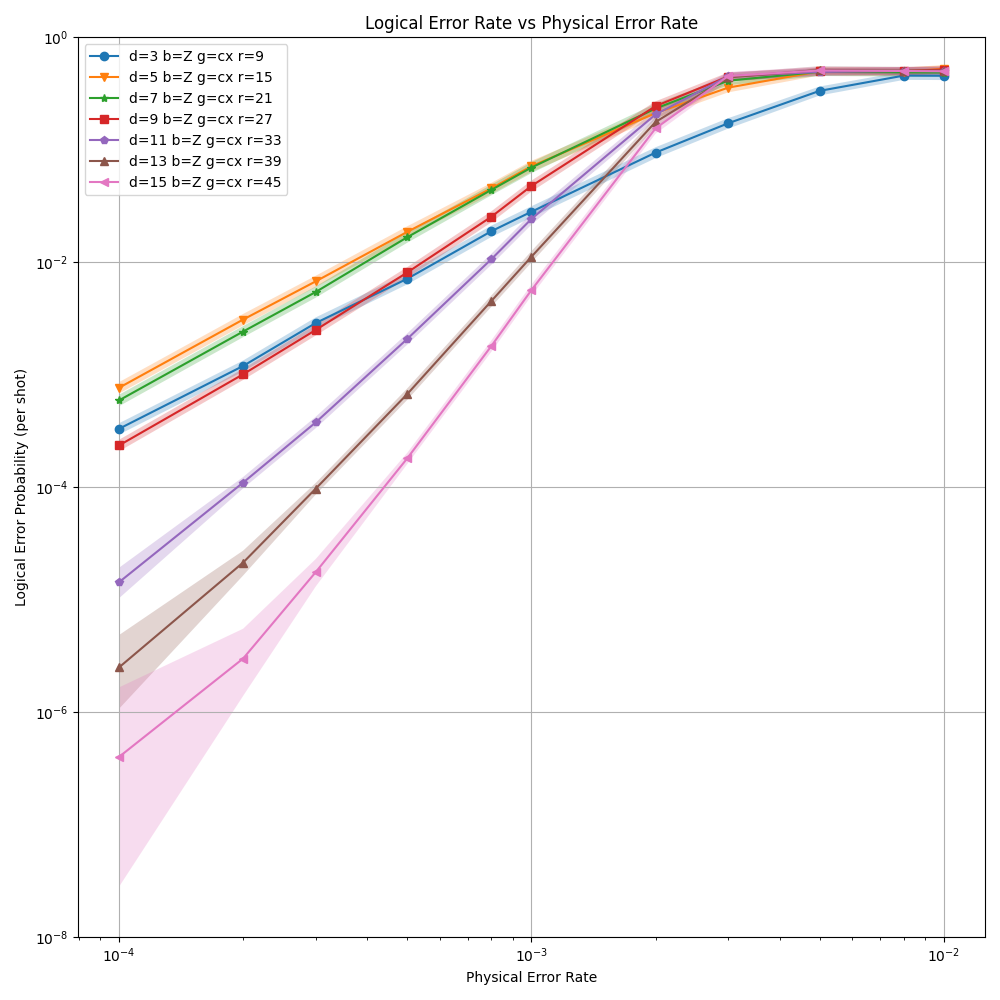 Logical Error Rate vs Physical Error Rate
10^0
d=3 b=Z g=cx r=9
d=5 b=Z g=cx r=15
d=7 b=Z g=cx r=21
d=9 b=Z g=cx r=27
d=11 b=Z g=cx r=33
d=13 b=Z g=cx r=39
d=15 b=Z g=cx r=45
10^−2
10^−4
10^−6
10^−8
Logical Error Probability (per shot)
10^−4
10^−3
10^−2
Physical Error Rate